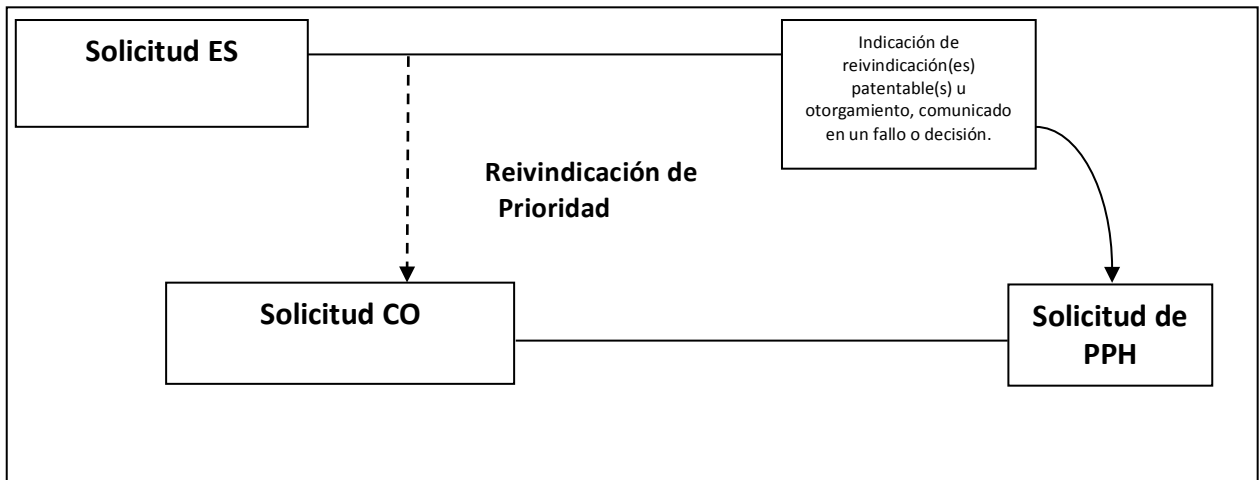 Solicitud ES
Indicación de
reivindicación(es)
patentable(s) u
otorgamiento, comunicado
en un fallo o decisión.
Reivindicación de
Prioridad
Solicitud CO
Solicitud de
PPH